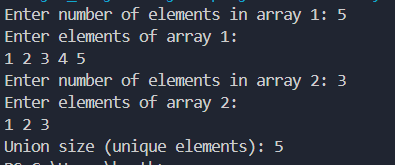 Enter number of elements in array 1: 5
Enter elements of array 1:
1 2 3 4 5
Enter number of elements in array 2: 3
Enter elements of array 2:
1 2 3
Union size (unique elements): 5